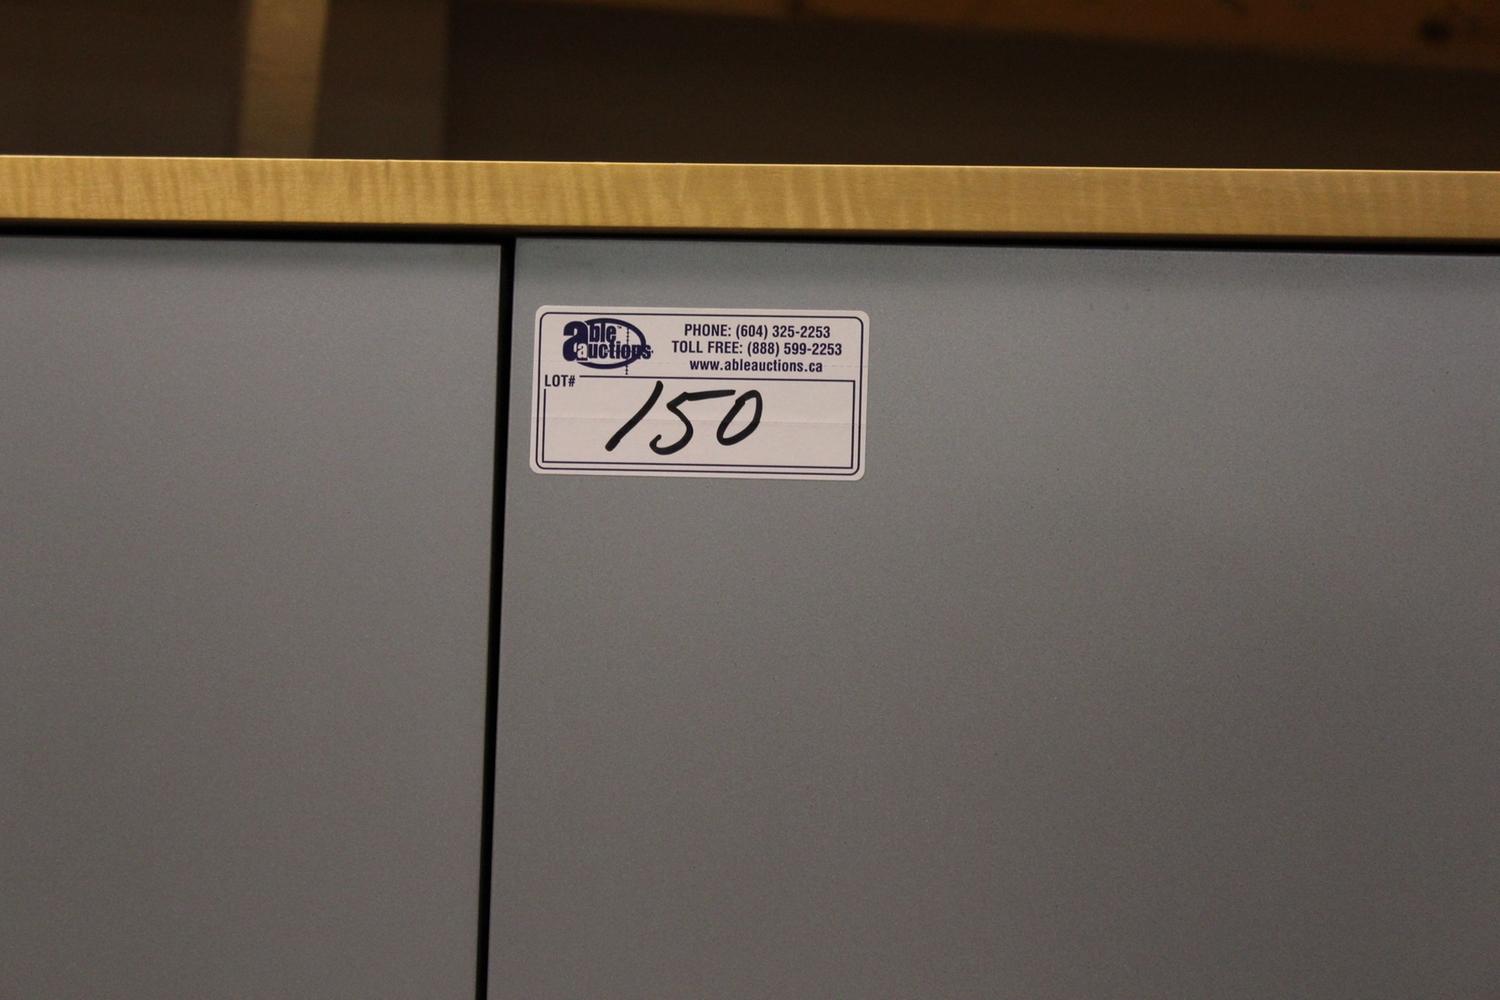 able auctions
PHONE: (604) 325-2253
TOLL FREE: (888) 599-2253
www.ableauctions.ca
LOT#
150